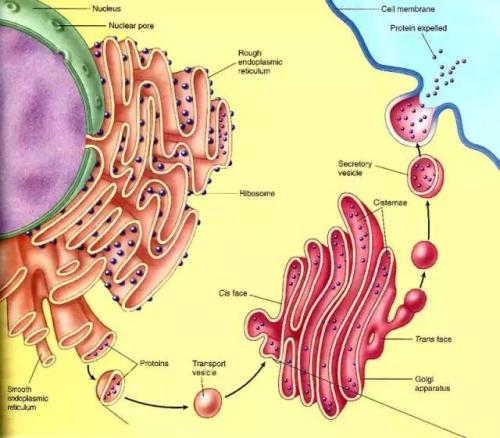 Nucleus
Nuclear pore
Rough
endoplasmic
reticulum
Ribosome
Cell membrane
Protein expelled
Secretory
vesicle
Cisternae
Cis face
Trans face
Golgi
apparatus
Proteins
Transport
vesicle
Smooth
endoplasmic
reticulum